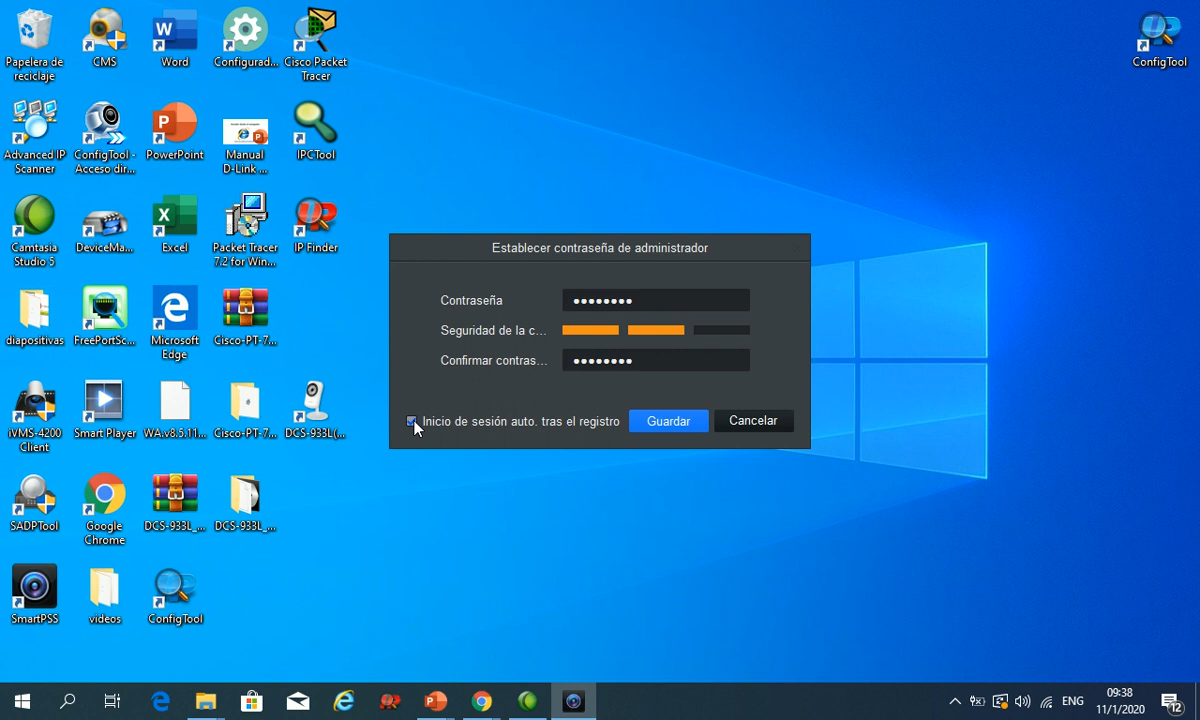 Papelera de
reciclaje
CMS
Word
Configurad...
Cisco Packet
Tracer
ConfigTool
Advanced IP
Scanner
ConfigTool -
Acceso dir...
PowerPoint
Manual
D-Link ...
IPCTool
Camtasia
Studio 5
DeviceMa...
Excel
Packet Tracer
7.2 for Win...
IP Finder
Establecer contraseña de administrador
Contraseña
Seguridad de la c...
Confirmar contras...
Inicio de sesión auto. tras el registro
Guardar
Cancelar
diapositivas
FreePortSc...
Microsoft
Edge
Cisco-PT-7...
iVMS-4200
Client
Smart Player
WA.v8.5.11...
Cisco-PT-7...
DCS-933L(...
SADPTool
Google
Chrome
DCS-933L_...
DCS-933L_...
SmartPSS
videos
ConfigTool
ENG
09:38
11/1/2020
12